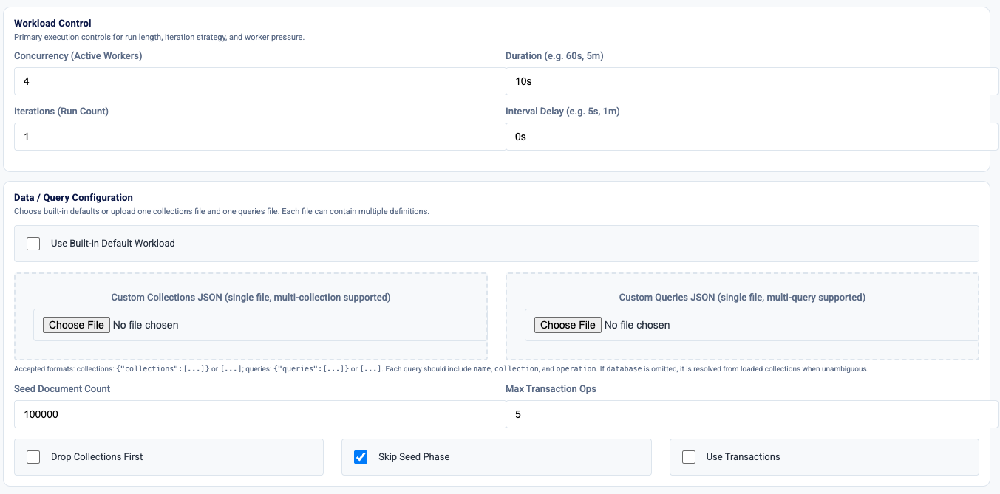 Workload Control
Primary execution controls for run length, iteration strategy, and worker pressure.
Concurrency (Active Workers)
Duration (e.g. 60s, 5m)
4
10s
Iterations (Run Count)
Interval Delay (e.g. 5s, 1m)
1
0s
Data / Query Configuration
Choose built-in defaults or upload one collections file and one queries file. Each file can contain multiple definitions.
Use Built-in Default Workload
Custom Collections JSON (single file, multi-collection supported)
Custom Queries JSON (single file, multi-query supported)
Choose File No file chosen
Choose File No file chosen
Accepted formats: collections: {"collections":[...]} or [...]; queries: {"queries":[...]} or [...]. Each query should include name, collection, and operation. If database is omitted, it is resolved from loaded collections when unambiguous.
Seed Document Count
Max Transaction Ops
100000
5
Drop Collections First
Skip Seed Phase
Use Transactions